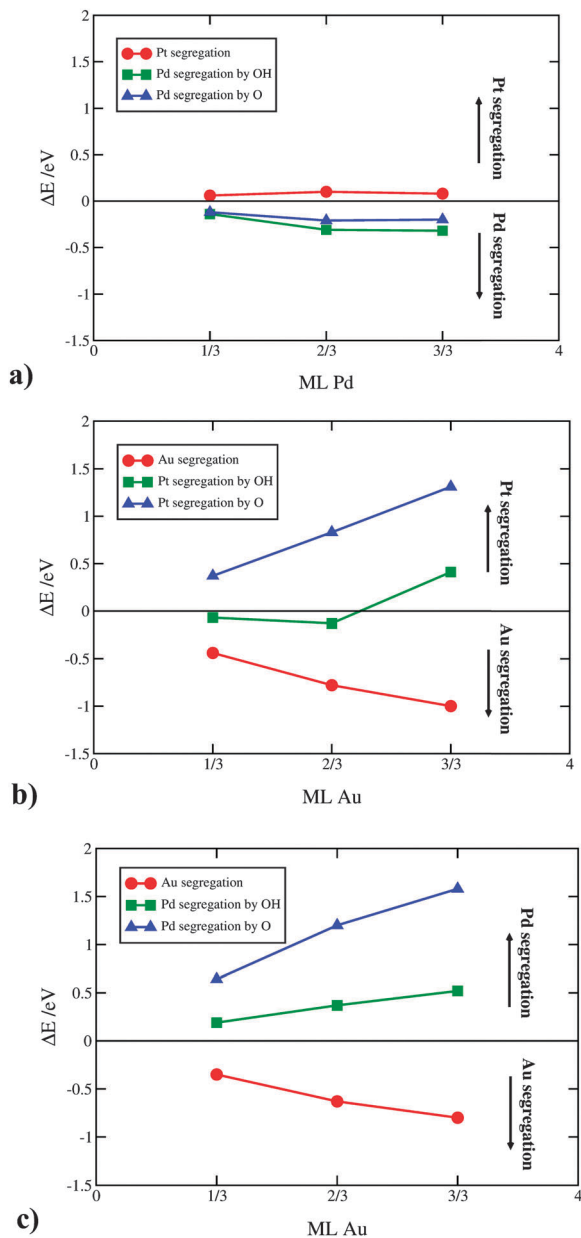 2
Pt segregation
Pd segregation by OH
Pd segregation by O
1.5
1
0.5
0
-0.5
-1
-1.5
ΔE /eV
Pt segregation
Pd segregation
0
1/3
2/3
3/3
4
ML Pd
a)
2
Au segregation
Pt segregation by OH
Pt segregation by O
1.5
1
0.5
0
-0.5
-1
-1.5
ΔE /eV
Pt segregation
Au segregation
0
1/3
2/3
3/3
4
ML Au
b)
2
Au segregation
Pd segregation by OH
Pd segregation by O
1.5
1
0.5
0
-0.5
-1
-1.5
ΔE /eV
Pd segregation
Au segregation
0
1/3
2/3
3/3
4
ML Au
c)